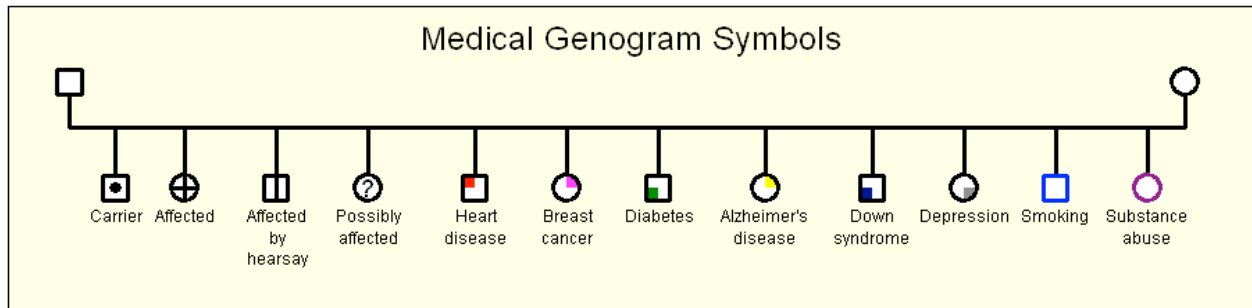 Medical Genogram Symbols
?
Carrier
Affected
Affected
by
hearsay
Possibly
affected
Heart
disease
Breast
cancer
Diabetes
Alzheimer's
disease
Down
syndrome
Depression
Smoking
Substance
abuse